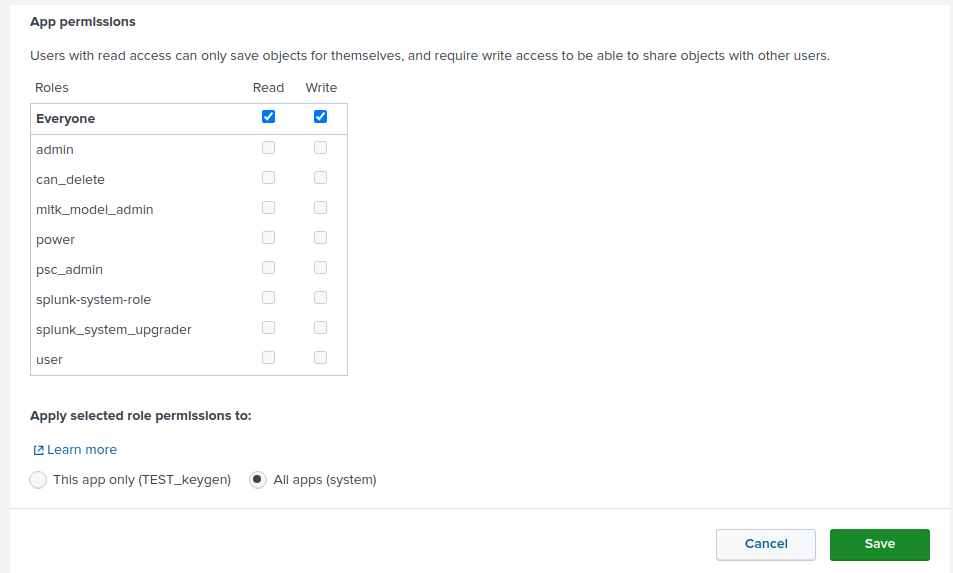 App permissions
Users with read access can only save objects for themselves, and require write access to be able to share objects with other users.
Roles Read Write
Everyone
admin
can_delete
mltk_model_admin
power
psc_admin
splunk-system-role
splunk_system_upgrader
user
Apply selected role permissions to:
Learn more
This app only (TEST_keygen) All apps (system)
Cancel Save